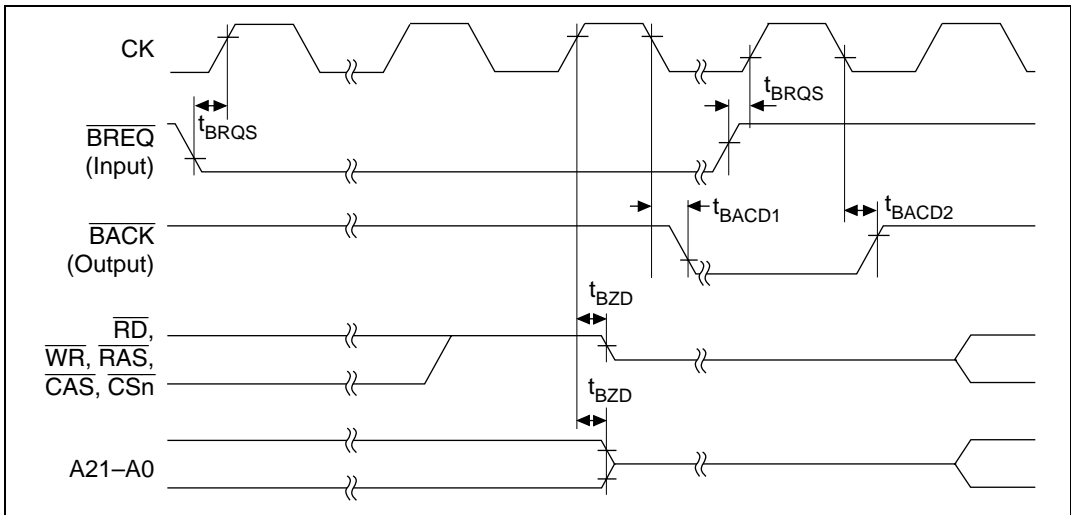 CK
tBRQS
tBRQS
BREQ
(Input)
BACK
(Output)
tBACD1
tBACD2
tBZD
RD,
WR, RAS,
CAS, CSn
tBZD
A21–A0